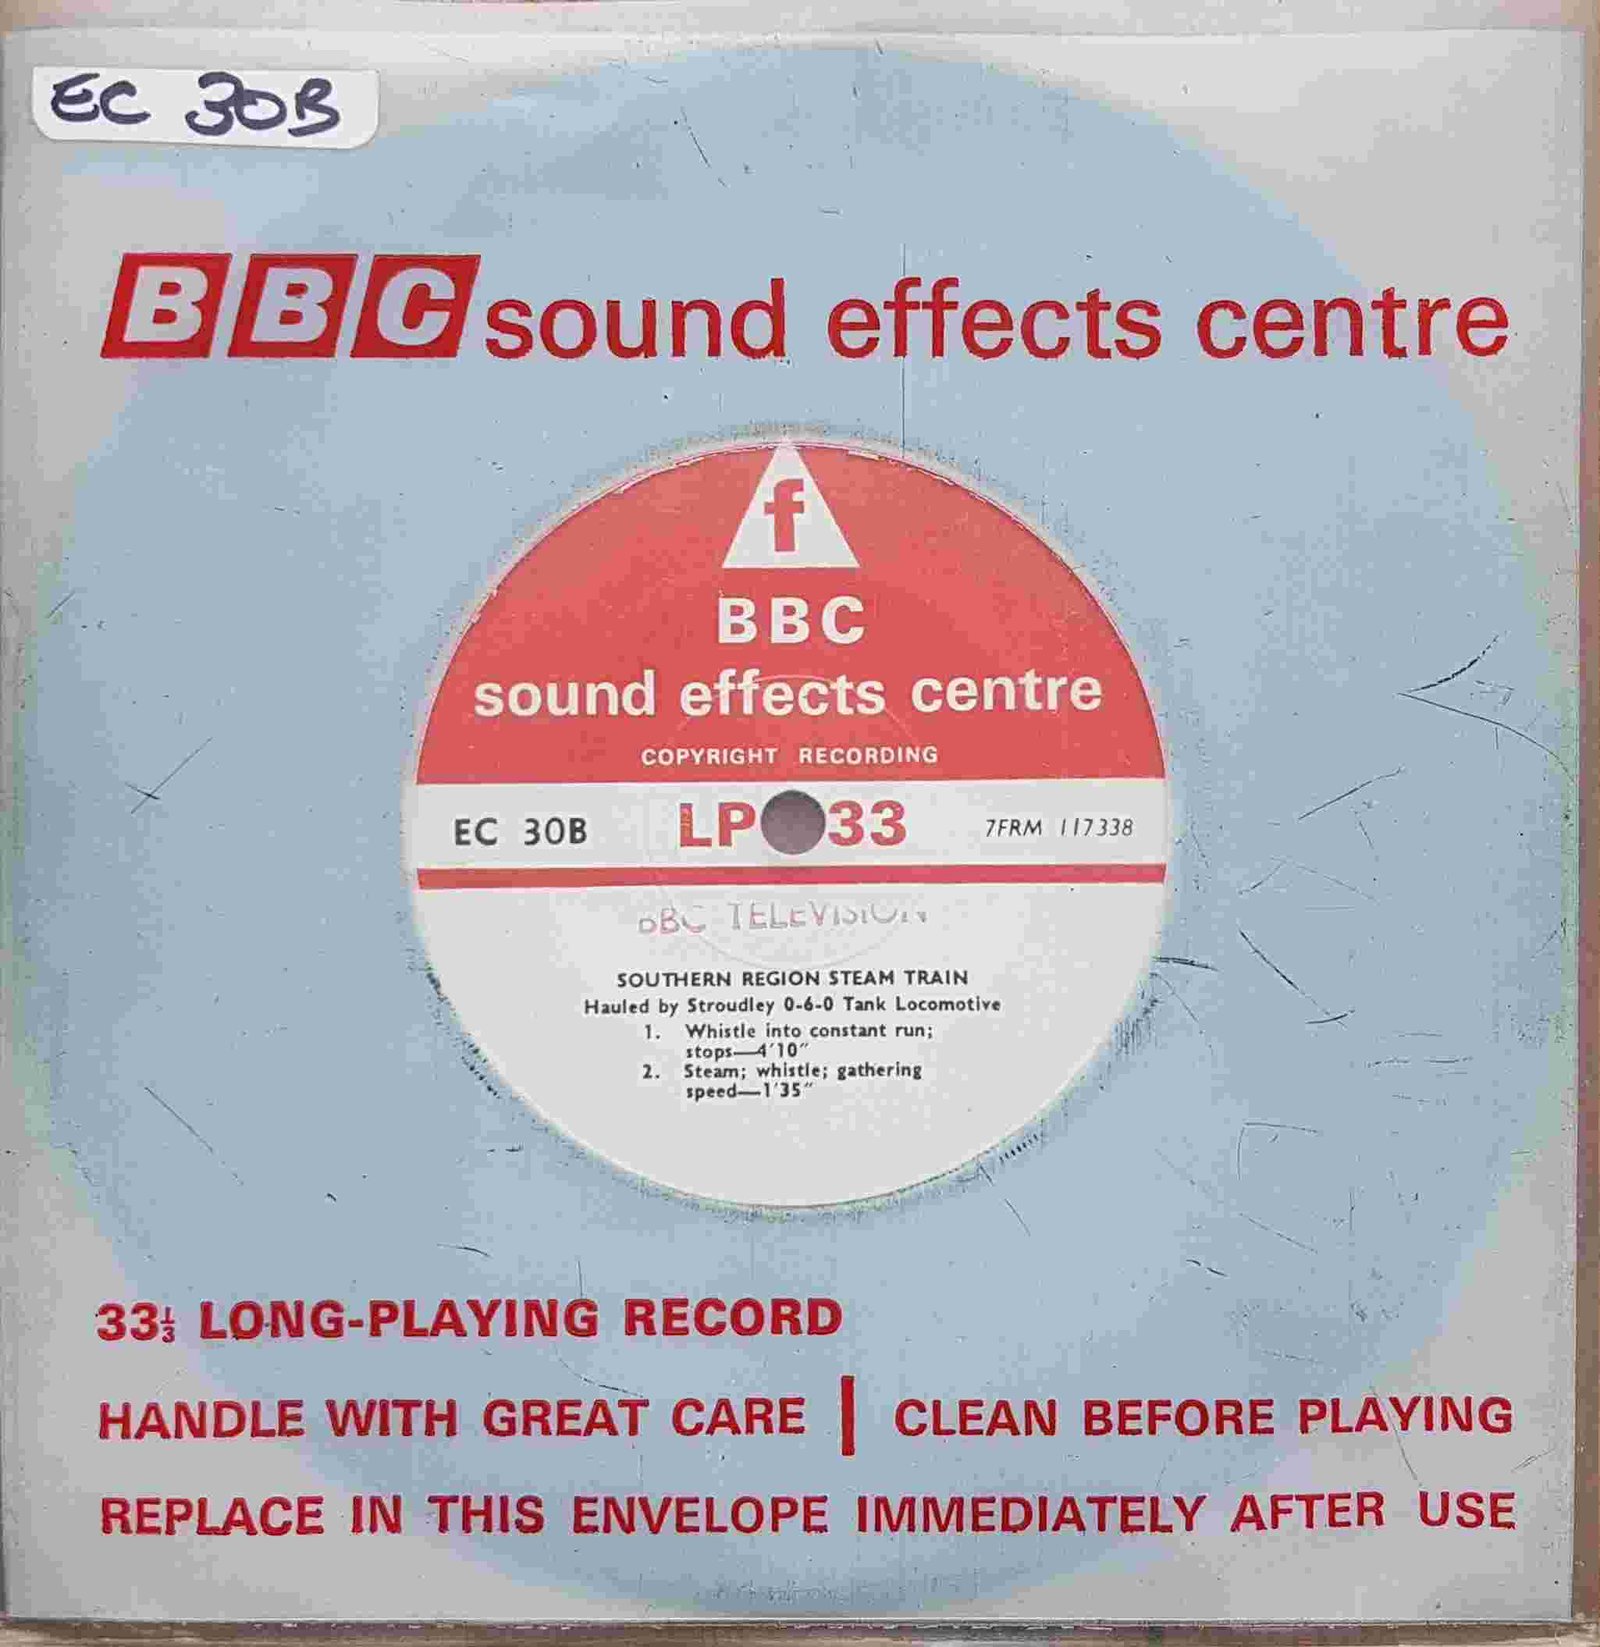 EC 30B
BBC sound effects centre
f
BBC
sound effects centre
COPYRIGHT RECORDING
EC 30B LP 33 7FRM 117338
BBC TELEVISION
SOUTHERN REGION STEAM TRAIN
Hauled by Stroudley 0-6-0 Tank Locomotive
1. Whistle into constant run;
stops—4'10"
2. Steam; whistle; gathering
speed—1'35"
33⅓ LONG-PLAYING RECORD
HANDLE WITH GREAT CARE | CLEAN BEFORE PLAYING
REPLACE IN THIS ENVELOPE IMMEDIATELY AFTER USE